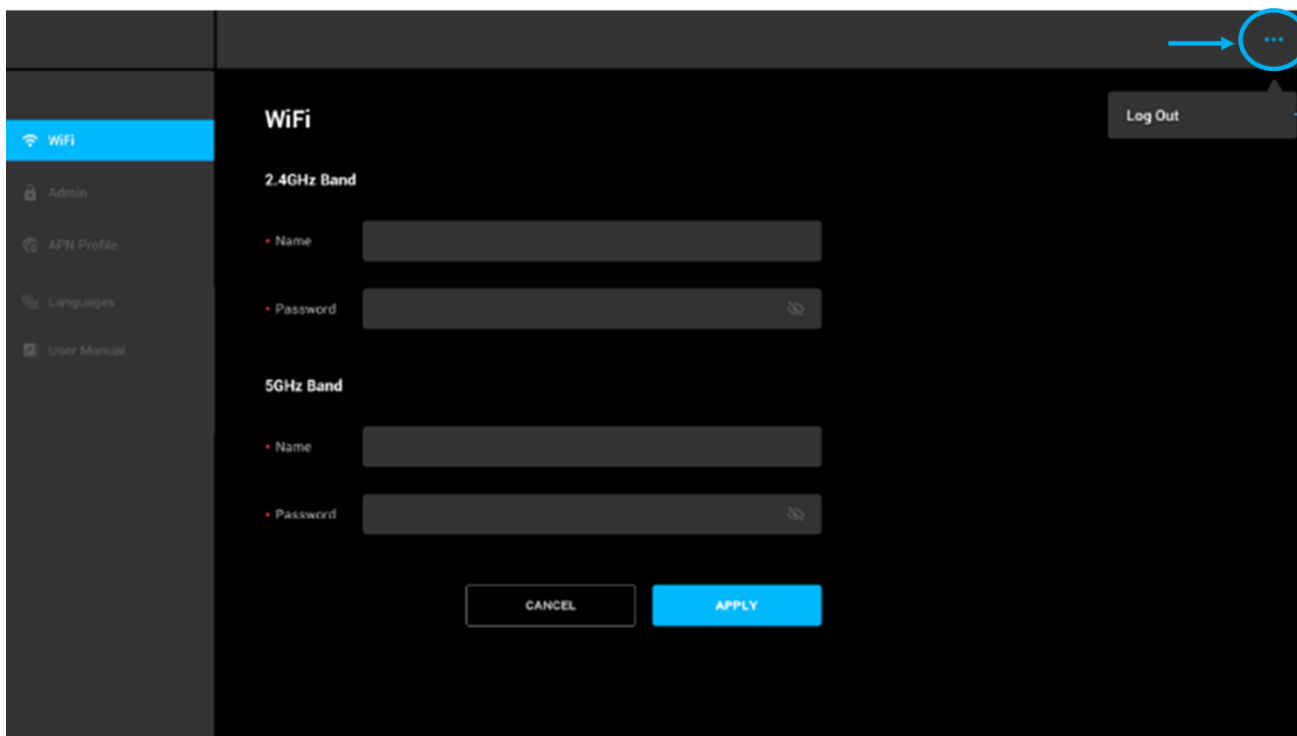 ...
Log Out
WiFi
Admin
APN Profile
Languages
User Manual
WiFi
2.4GHz Band
• Name
• Password
5GHz Band
• Name
• Password
CANCEL
APPLY